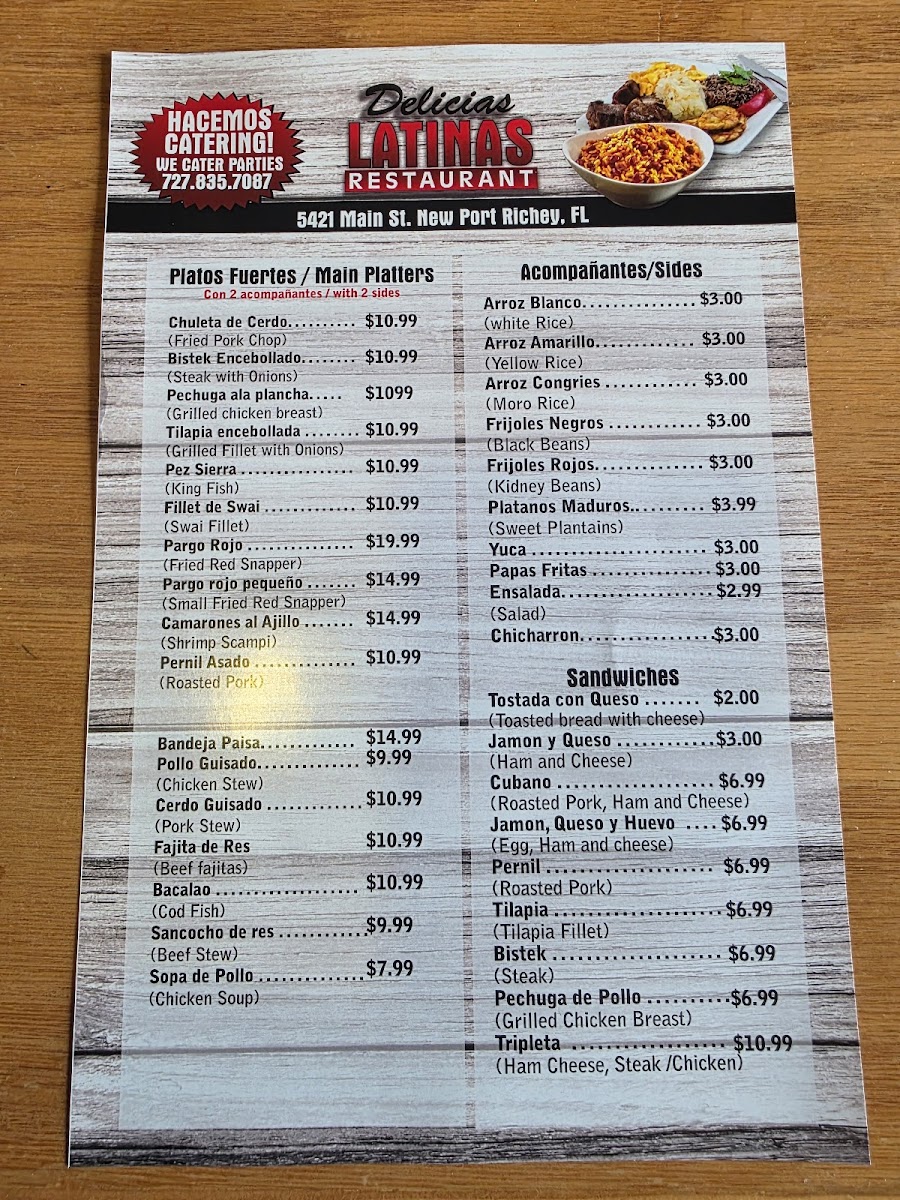 HACEMOS
CATERING!
WE CATER PARTIES
727.835.7087
Delicias
LATINAS
RESTAURANT
5421 Main St. New Port Richey, FL
Platos Fuertes / Main Platters
Con 2 acompañantes / with 2 sides
Chuleta de Cerdo.......... $10.99
(Fried Pork Chop)
Bistek Encebollado........ $10.99
(Steak with Onions)
Pechuga ala plancha..... $1099
(Grilled chicken breast)
Tilapia encebollada ........ $10.99
(Grilled Fillet with Onions)
Pez Sierra ................ $10.99
(King Fish)
Fillet de Swai ............. $10.99
(Swai Fillet)
Pargo Rojo ............... $19.99
(Fried Red Snapper)
Pargo rojo pequeño ....... $14.99
(Small Fried Red Snapper)
Camarones al Ajillo ....... $14.99
(Shrimp Scampi)
Pernil Asado .............. $10.99
(Roasted Pork)
Bandeja Paisa............. $14.99
Pollo Guisado.............. $9.99
(Chicken Stew)
Cerdo Guisado ............. $10.99
(Pork Stew)
Fajita de Res $10.99
(Beef fajitas)
Bacalao ................... $10.99
(Cod Fish)
Sancocho de res ............$9.99
(Beef Stew)
Sopa de Pollo ..............$7.99
(Chicken Soup)
Acompañantes/Sides
Arroz Blanco............... $3.00
(white Rice)
Arroz Amarillo............. $3.00
(Yellow Rice)
Arroz Congries ............ $3.00
(Moro Rice)
Frijoles Negros ............ $3.00
(Black Beans)
Frijoles Rojos.............. $3.00
(Kidney Beans)
Platanos Maduros.......... $3.99
(Sweet Plantains)
Yuca ....................... $3.00
Papas Fritas ............... $3.00
Ensalada....................$2.99
(Salad)
Chicharron..................$3.00
Sandwiches
Tostada con Queso ....... $2.00
(Toasted bread with cheese)
Jamon y Queso .............$3.00
(Ham and Cheese)
Cubano .................... $6.99
(Roasted Pork, Ham and Cheese)
Jamon, Queso y Huevo .... $6.99
(Egg, Ham and cheese)
Pernil ..................... $6.99
(Roasted Pork)
Tilapia ......................$6.99
(Tilapia Fillet)
Bistek ...................... $6.99
(Steak)
Pechuga de Pollo ..........$6.99
(Grilled Chicken Breast)
Tripleta .................... $10.99
(Ham Cheese, Steak /Chicken)